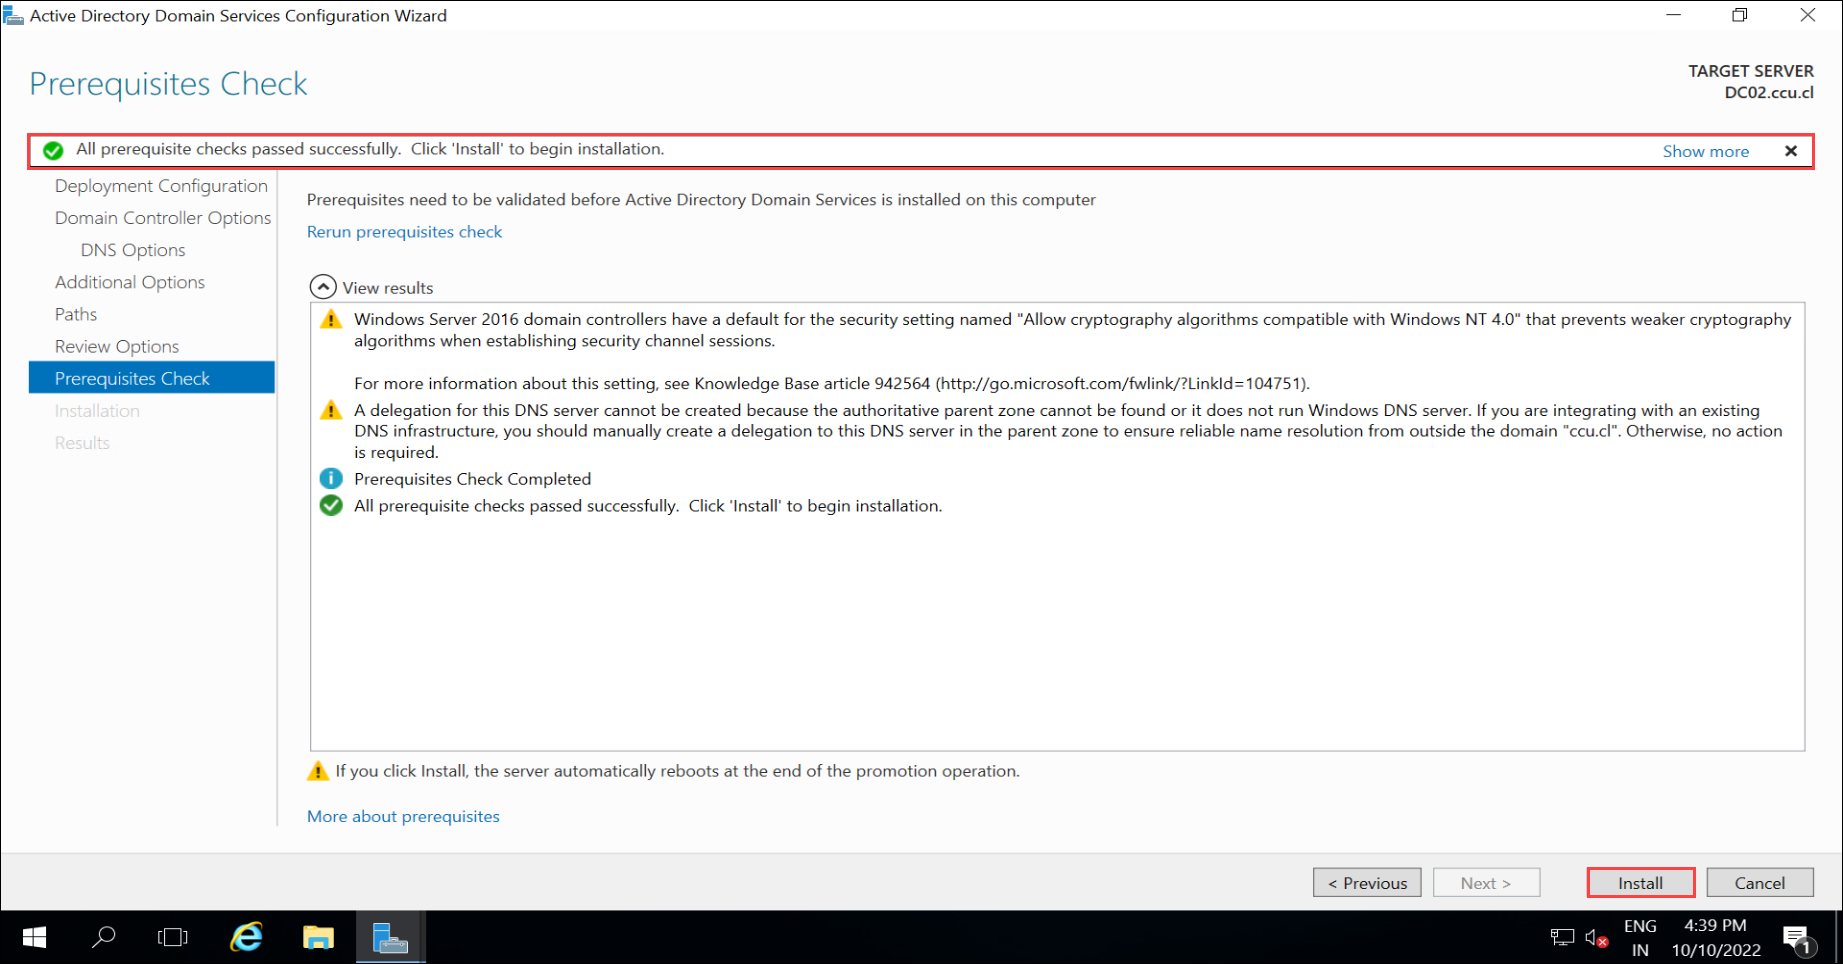 Active Directory Domain Services Configuration Wizard
Prerequisites Check
TARGET SERVER
DC02.ccu.cl
All prerequisite checks passed successfully.  Click 'Install' to begin installation.
Show more
Deployment Configuration
Domain Controller Options
DNS Options
Additional Options
Paths
Review Options
Prerequisites Check
Installation
Results
Prerequisites need to be validated before Active Directory Domain Services is installed on this computer
Rerun prerequisites check
View results
Windows Server 2016 domain controllers have a default for the security setting named "Allow cryptography algorithms compatible with Windows NT 4.0" that prevents weaker cryptography
algorithms when establishing security channel sessions.
For more information about this setting, see Knowledge Base article 942564 (http://go.microsoft.com/fwlink/?LinkId=104751).
A delegation for this DNS server cannot be created because the authoritative parent zone cannot be found or it does not run Windows DNS server. If you are integrating with an existing
DNS infrastructure, you should manually create a delegation to this DNS server in the parent zone to ensure reliable name resolution from outside the domain "ccu.cl". Otherwise, no action
is required.
Prerequisites Check Completed
All prerequisite checks passed successfully.  Click 'Install' to begin installation.
If you click Install, the server automatically reboots at the end of the promotion operation.
More about prerequisites
< Previous
Next >
Install
Cancel
ENG
IN
4:39 PM
10/10/2022
1